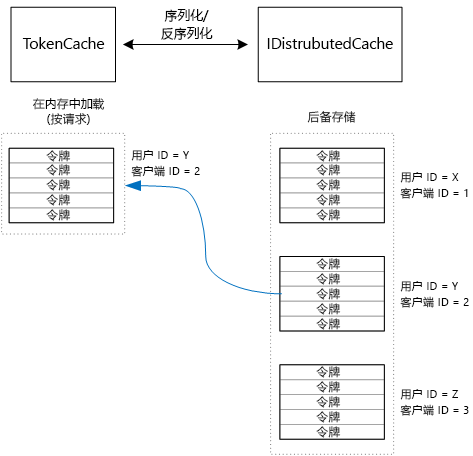 TokenCache
序列化/
反序列化
IDistrubutedCache
在内存中加载
(按请求)
令牌
令牌
令牌
令牌
令牌
用户 ID = Y
客户端 ID = 2
后备存储
令牌
令牌
令牌
令牌
令牌
用户 ID = X
客户端 ID = 1
令牌
令牌
令牌
令牌
令牌
用户 ID = Y
客户端 ID = 2
令牌
令牌
令牌
令牌
令牌
用户 ID = Z
客户端 ID = 3